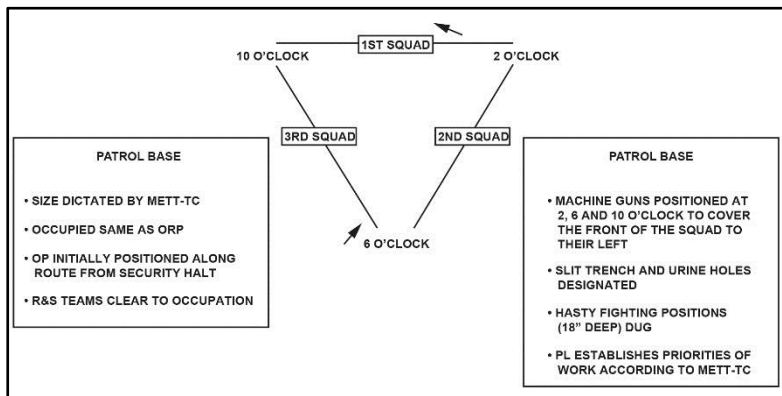 1ST SQUAD
10 O'CLOCK
2 O'CLOCK
3RD SQUAD
2ND SQUAD
6 O'CLOCK
PATROL BASE
• SIZE DICTATED BY METT-TC
• OCCUPIED SAME AS ORP
• OP INITIALLY POSITIONED ALONG
ROUTE FROM SECURITY HALT
• R&S TEAMS CLEAR TO OCCUPATION
PATROL BASE
• MACHINE GUNS POSITIONED AT
2, 6 AND 10 O'CLOCK TO COVER
THE FRONT OF THE SQUAD TO
THEIR LEFT
• SLIT TRENCH AND URINE HOLES
DESIGNATED
• HASTY FIGHTING POSITIONS
(18" DEEP) DUG
• PL ESTABLISHES PRIORITIES OF
WORK ACCORDING TO METT-TC